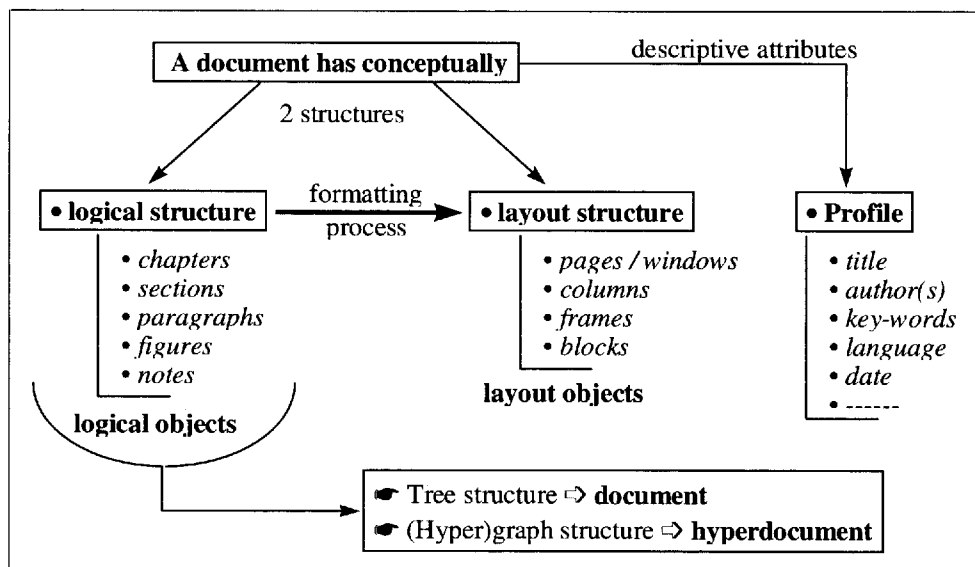 descriptive attributes
A document has conceptually
2 structures
formatting
process
• logical structure
• layout structure
• Profile
• chapters
• sections
• paragraphs
• figures
• notes
logical objects
• pages / windows
• columns
• frames
• blocks
layout objects
• title
• author(s)
• key-words
• language
• date
• ------
☛ Tree structure ⇨ document
☛ (Hyper)graph structure ⇨ hyperdocument